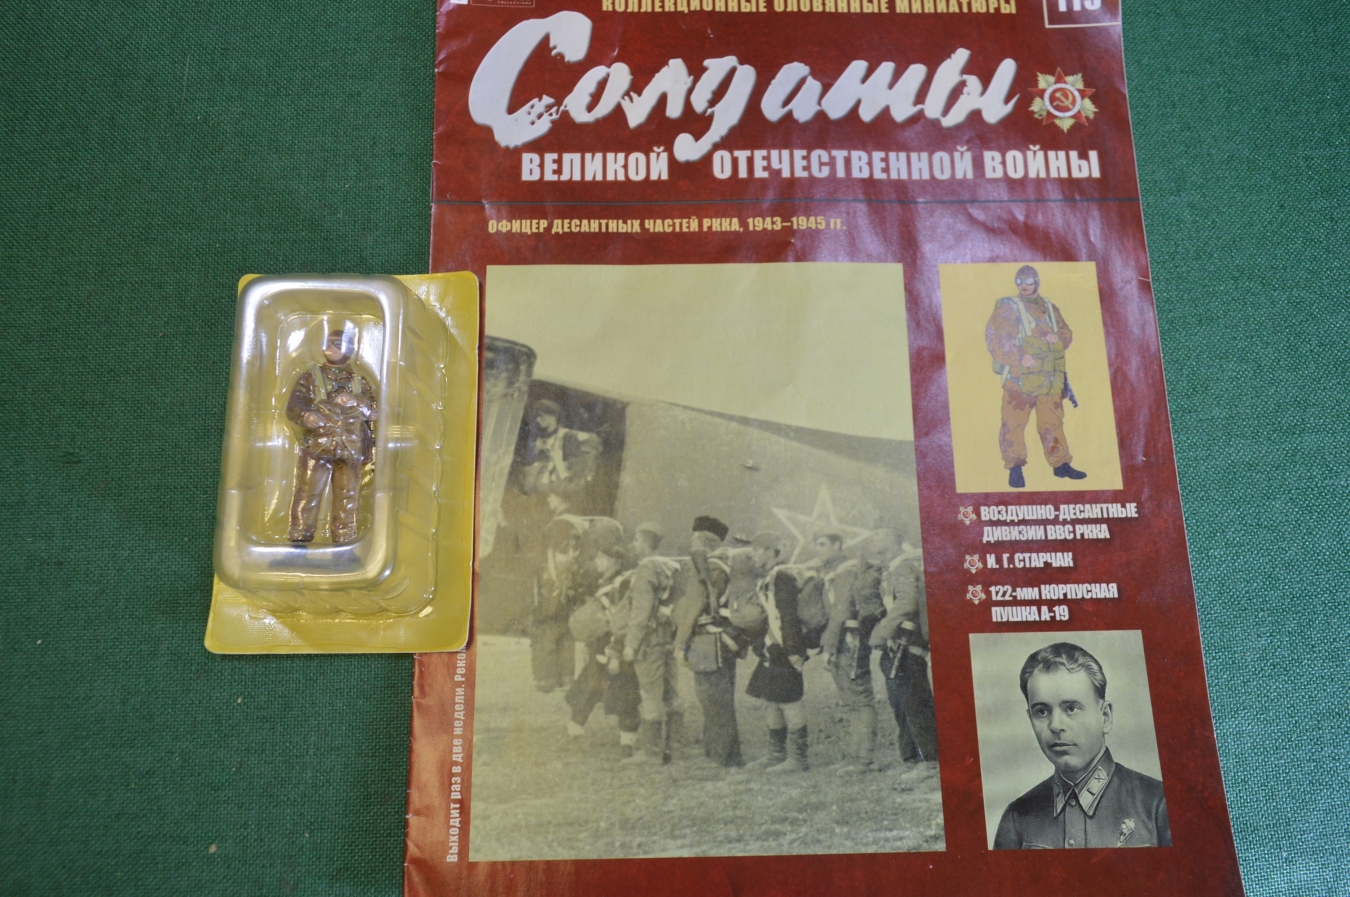 КОЛЛЕКЦИОННЫЕ ОЛОВЯННЫЕ МИНИАТЮРЫ
Солдаты
ВЕЛИКОЙ ОТЕЧЕСТВЕННОЙ ВОЙНЫ
ОФИЦЕР ДЕСАНТНЫХ ЧАСТЕЙ РККА, 1943–1945 гг.
ВОЗДУШНО-ДЕСАНТНЫЕ
ДИВИЗИИ ВВС РККА
И. Г. СТАРЧАК
122-мм КОРПУСНАЯ
ПУШКА А-19
Выходит раз в две недели.